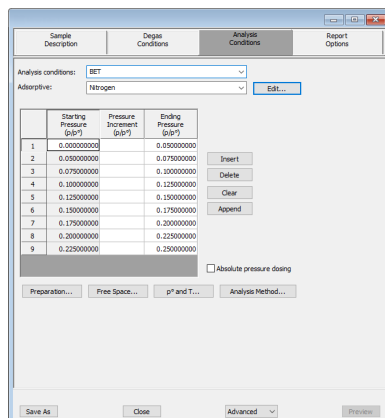 Sample Description
Degas Conditions
Analysis Conditions
Report Options
Analysis conditions: BET
Adsorptive: Nitrogen Edit...
Starting Pressure (p/p°) Pressure Increment (p/p°) Ending Pressure (p/p°)
1 0.000000000 0.050000000
2 0.050000000 0.075000000
3 0.075000000 0.100000000
4 0.100000000 0.125000000
5 0.125000000 0.150000000
6 0.150000000 0.175000000
7 0.175000000 0.200000000
8 0.200000000 0.225000000
9 0.225000000 0.250000000
Insert
Delete
Clear
Append
Absolute pressure dosing
Preparation... Free Space... p° and T... Analysis Method...
Save As Close Advanced Preview